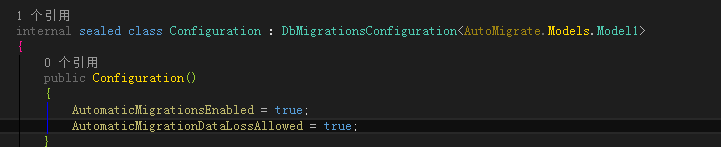 1 个引用
internal sealed class Configuration : DbMigrationsConfiguration<AutoMigrate.Models.Model1>
{
0 个引用
public Configuration()
{
AutomaticMigrationsEnabled = true;
AutomaticMigrationDataLossAllowed = true;
}